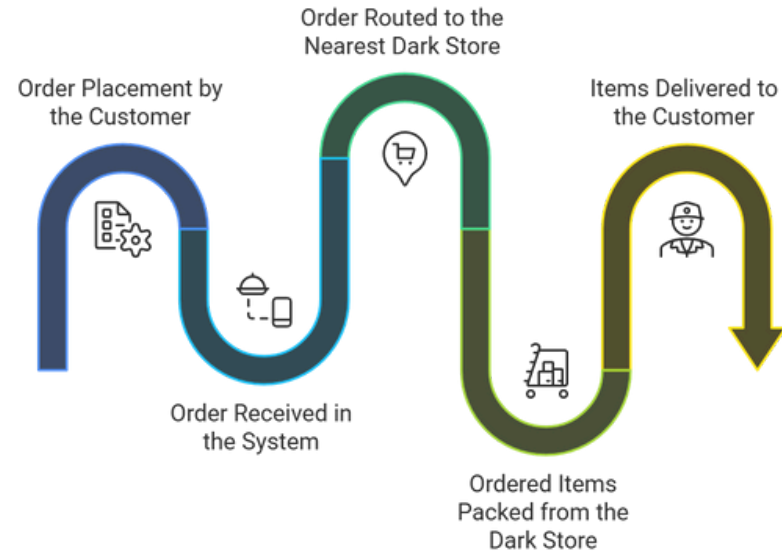 Order Placement by
the Customer
Order Received in
the System
Order Routed to the
Nearest Dark Store
Ordered Items
Packed from the
Dark Store
Items Delivered to
the Customer